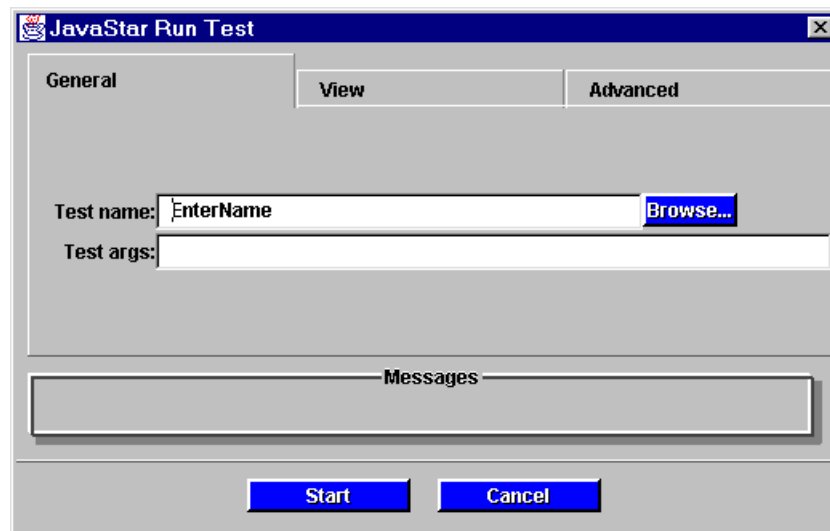 JavaStar Run Test
General
View
Advanced
Test name:
EnterName
Browse...
Test args:
Messages
Start
Cancel